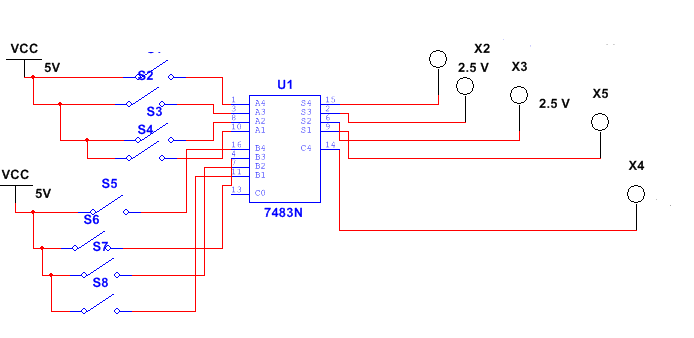 VCC
5V
S2
S3
S4
U1
1
3
8
10
16
4
7
11
13
A4
A3
A2
A1
B4
B3
B2
B1
C0
S4
S3
S2
S1
C4
15
2
6
9
14
7483N
X2
2.5 V
X3
2.5 V
X5
X4
VCC
5V
S5
S6
S7
S8